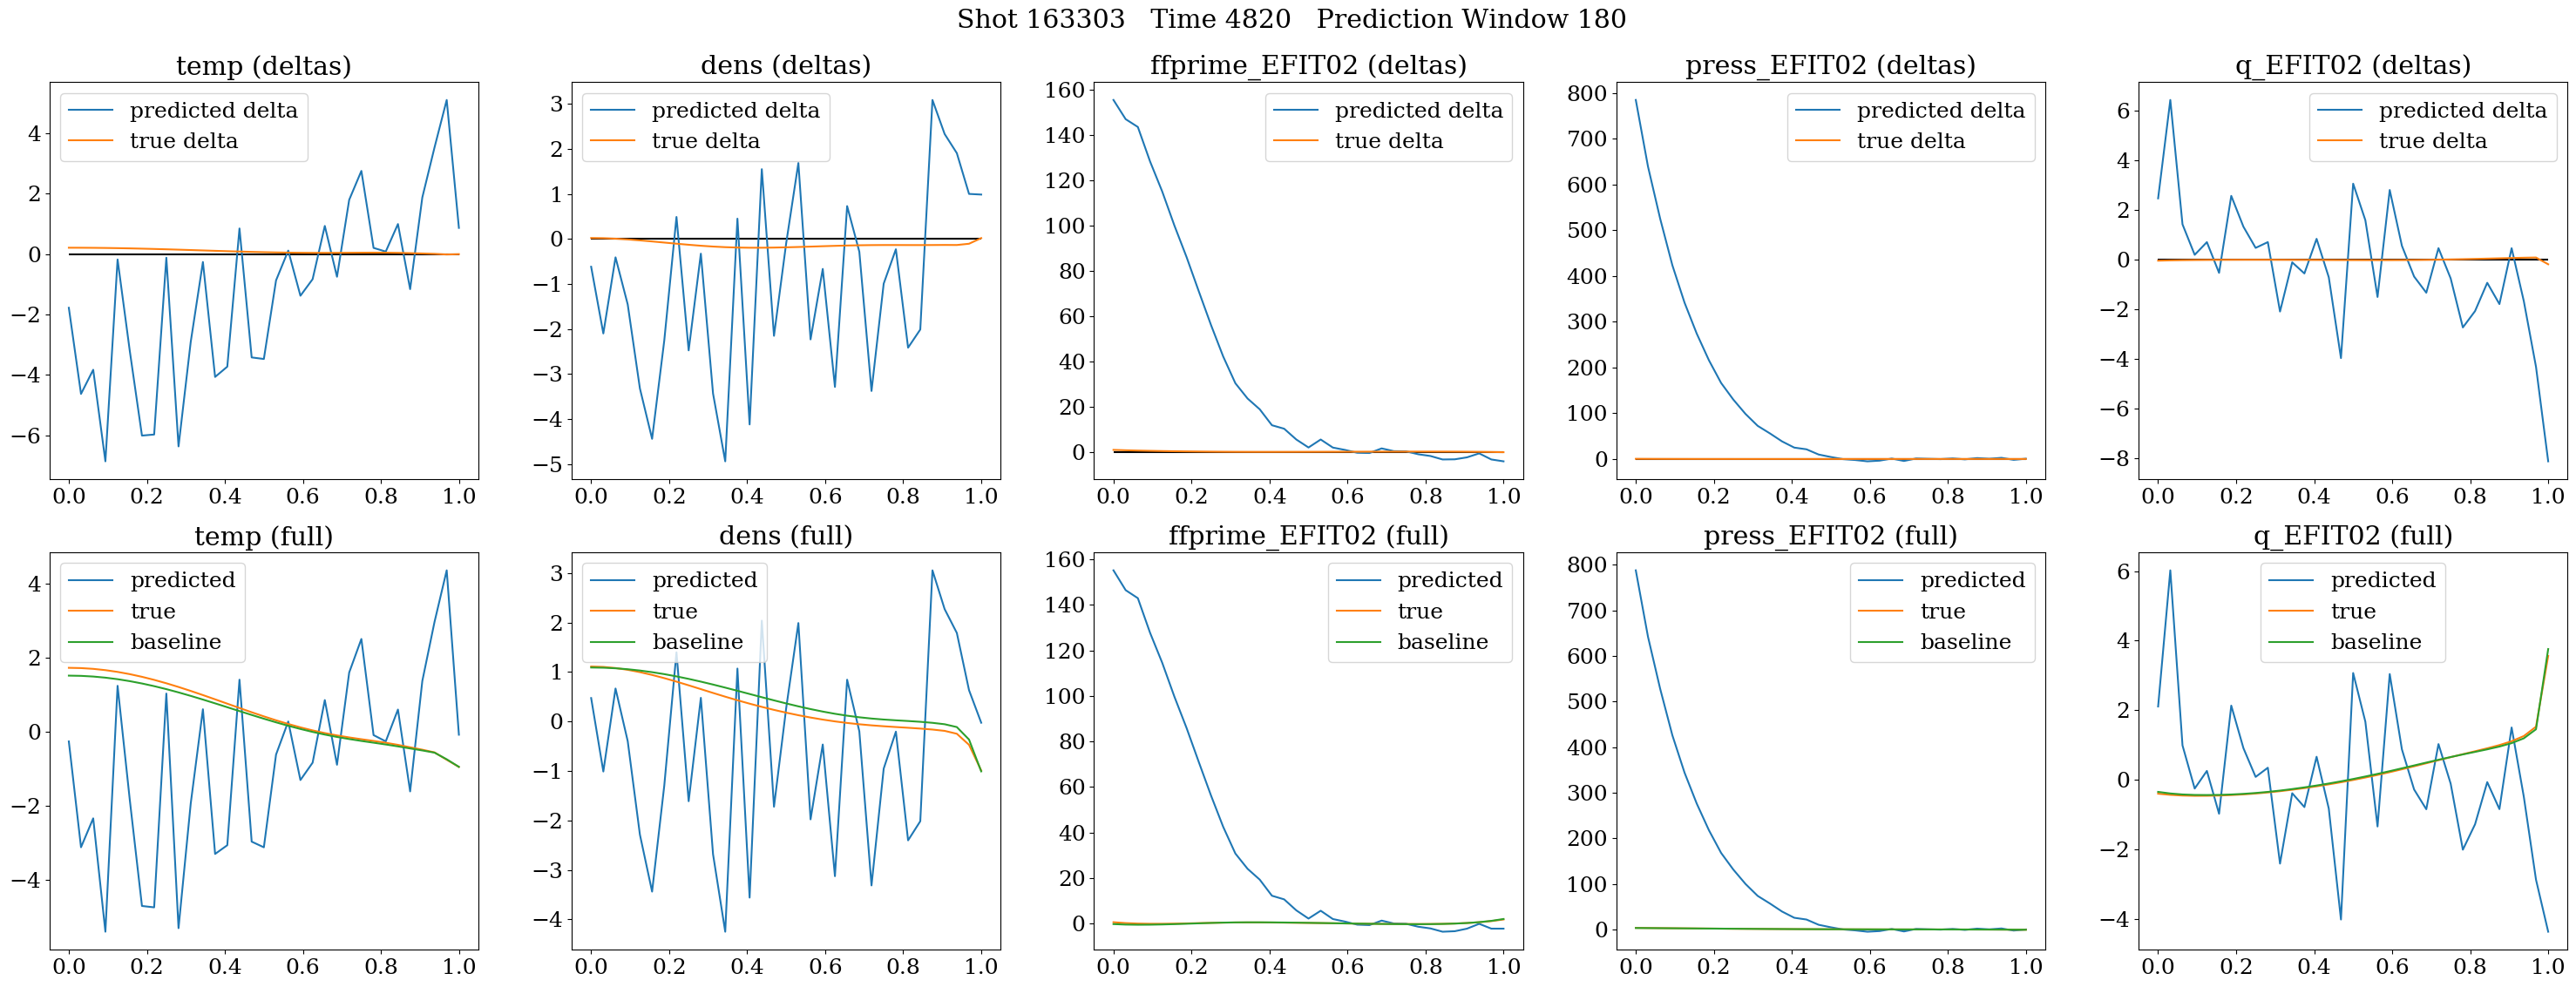 Shot 163303   Time 4820   Prediction Window 180
temp (deltas)
predicted delta
true delta
4
2
0
−2
−4
−6
0.0 0.2 0.4 0.6 0.8 1.0
dens (deltas)
predicted delta
true delta
3
2
1
0
−1
−2
−3
−4
−5
0.0 0.2 0.4 0.6 0.8 1.0
ffprime_EFIT02 (deltas)
predicted delta
true delta
160
140
120
100
80
60
40
20
0
0.0 0.2 0.4 0.6 0.8 1.0
press_EFIT02 (deltas)
predicted delta
true delta
800
700
600
500
400
300
200
100
0
0.0 0.2 0.4 0.6 0.8 1.0
q_EFIT02 (deltas)
predicted delta
true delta
6
4
2
0
−2
−4
−6
−8
0.0 0.2 0.4 0.6 0.8 1.0
temp (full)
predicted
true
baseline
4
2
0
−2
−4
0.0 0.2 0.4 0.6 0.8 1.0
dens (full)
predicted
true
baseline
3
2
1
0
−1
−2
−3
−4
0.0 0.2 0.4 0.6 0.8 1.0
ffprime_EFIT02 (full)
predicted
true
baseline
160
140
120
100
80
60
40
20
0
0.0 0.2 0.4 0.6 0.8 1.0
press_EFIT02 (full)
predicted
true
baseline
800
700
600
500
400
300
200
100
0
0.0 0.2 0.4 0.6 0.8 1.0
q_EFIT02 (full)
predicted
true
baseline
6
4
2
0
−2
−4
0.0 0.2 0.4 0.6 0.8 1.0